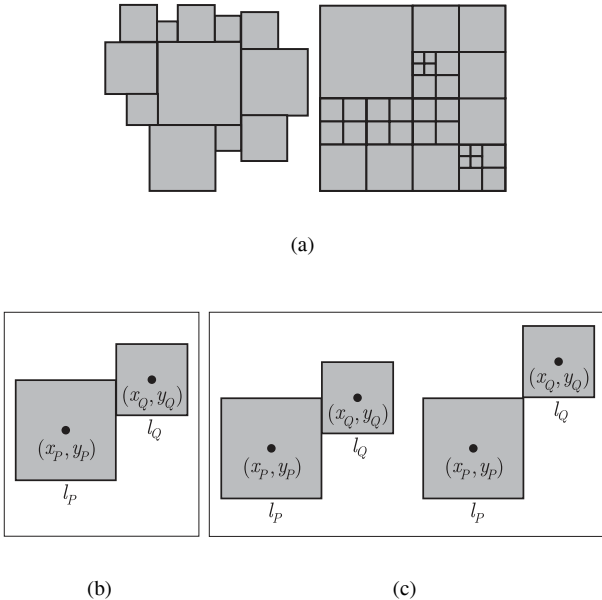 (a)
(x_Q, y_Q)
(x_P, y_P)
l_Q
l_P
(x_Q, y_Q)
(x_P, y_P)
l_Q
l_P
(x_Q, y_Q)
(x_P, y_P)
l_Q
l_P
(b)
(c)